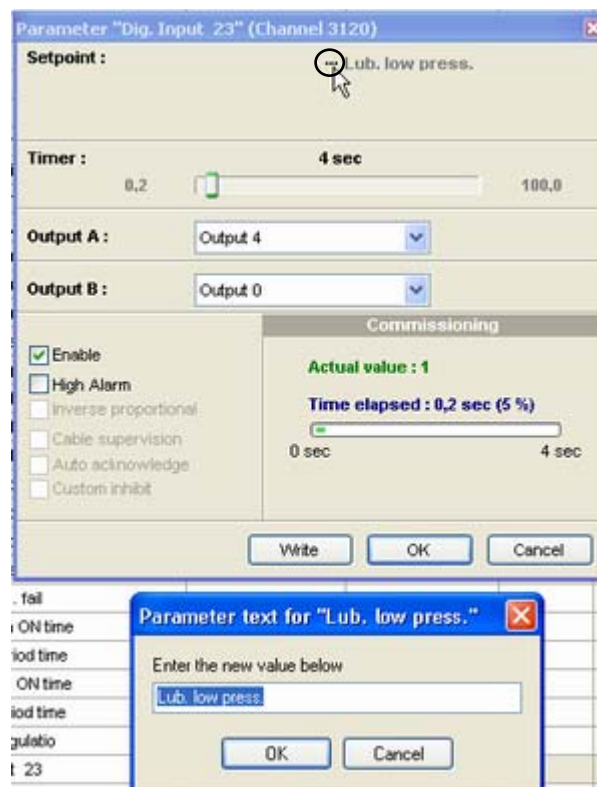 Parameter "Dig. Input 23" (Channel 3120)
Setpoint :
... Lub. low press.
Timer :
4 sec
0,2
100,0
Output A :
Output 4
Output B :
Output 0
Commissioning
Enable
High Alarm
Inverse proportional
Cable supervision
Auto acknowledge
Custom inhibit
Actual value : 1
Time elapsed : 0,2 sec (5 %)
0 sec
4 sec
Write
OK
Cancel
. fail
ON time
iod time
ON time
iod time
gulatio
t 23
Parameter text for "Lub. low press."
Enter the new value below
Lub. low press.
OK
Cancel